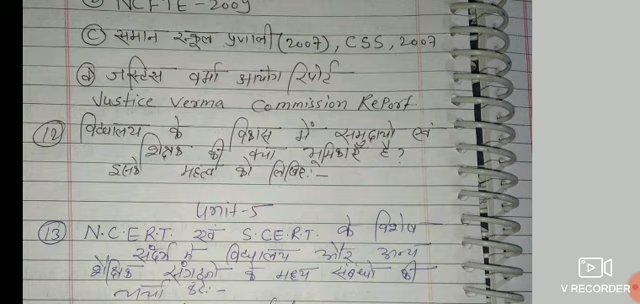 (b) NCFTE-2009
(c) समान स्कूल प्रणाली (2007), CSS, 2007
(d) जस्टिस वर्मा आयोग रिपोर्ट
Justice Verma Commission Report.
(12) विद्यालय के विकास में समुदायो एवं
शिक्षक की क्या भूमिका है?
इसके महत्व को लिखिए:-
यूनिट-5
(13) N.C.E.R.T. एवं S.C.E.R.T. के विशेष
संदर्भ में विद्यालय और अन्य
शैक्षिक संगठनो के मध्य संबंधो की
चर्चा करे:-
V RECORDER